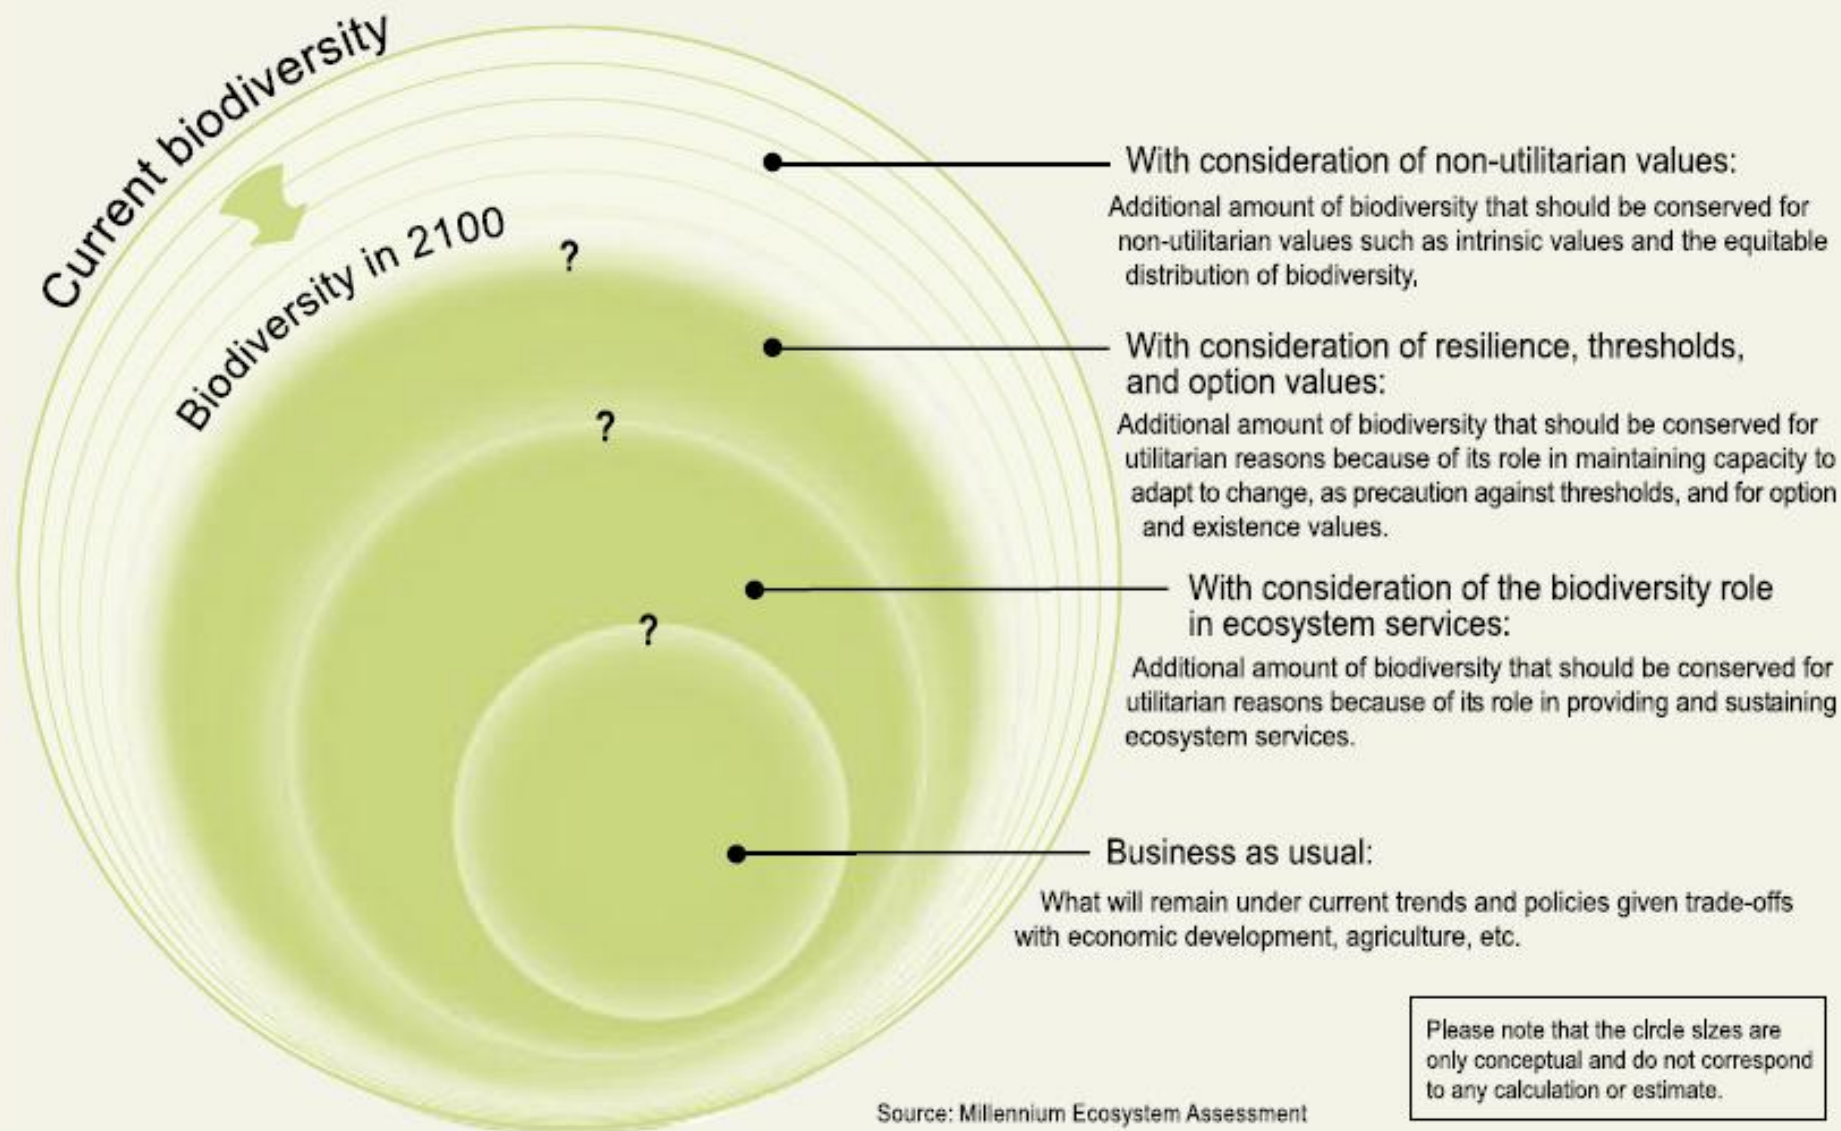 Current biodiversity
Biodiversity in 2100
?
?
?
With consideration of non-utilitarian values:
Additional amount of biodiversity that should be conserved for
non-utilitarian values such as intrinsic values and the equitable
distribution of biodiversity,
With consideration of resilience, thresholds,
and option values:
Additional amount of biodiversity that should be conserved for
utilitarian reasons because of its role in maintaining capacity to
adapt to change, as precaution against thresholds, and for option
and existence values.
With consideration of the biodiversity role
in ecosystem services:
Additional amount of biodiversity that should be conserved for
utilitarian reasons because of its role in providing and sustaining
ecosystem services.
Business as usual:
What will remain under current trends and policies given trade-offs
with economic development, agriculture, etc.
Please note that the circle sizes are
only conceptual and do not correspond
to any calculation or estimate.
Source: Millennium Ecosystem Assessment